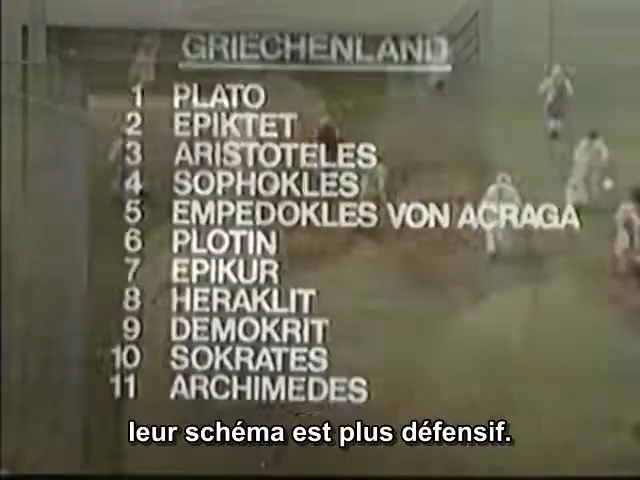 GRIECHENLAND
1 PLATO
2 EPIKTET
3 ARISTOTELES
4 SOPHOKLES
5 EMPEDOKLES VON ACRAGA
6 PLOTIN
7 EPIKUR
8 HERAKLIT
9 DEMOKRIT
10 SOKRATES
11 ARCHIMEDES
leur schéma est plus défensif.